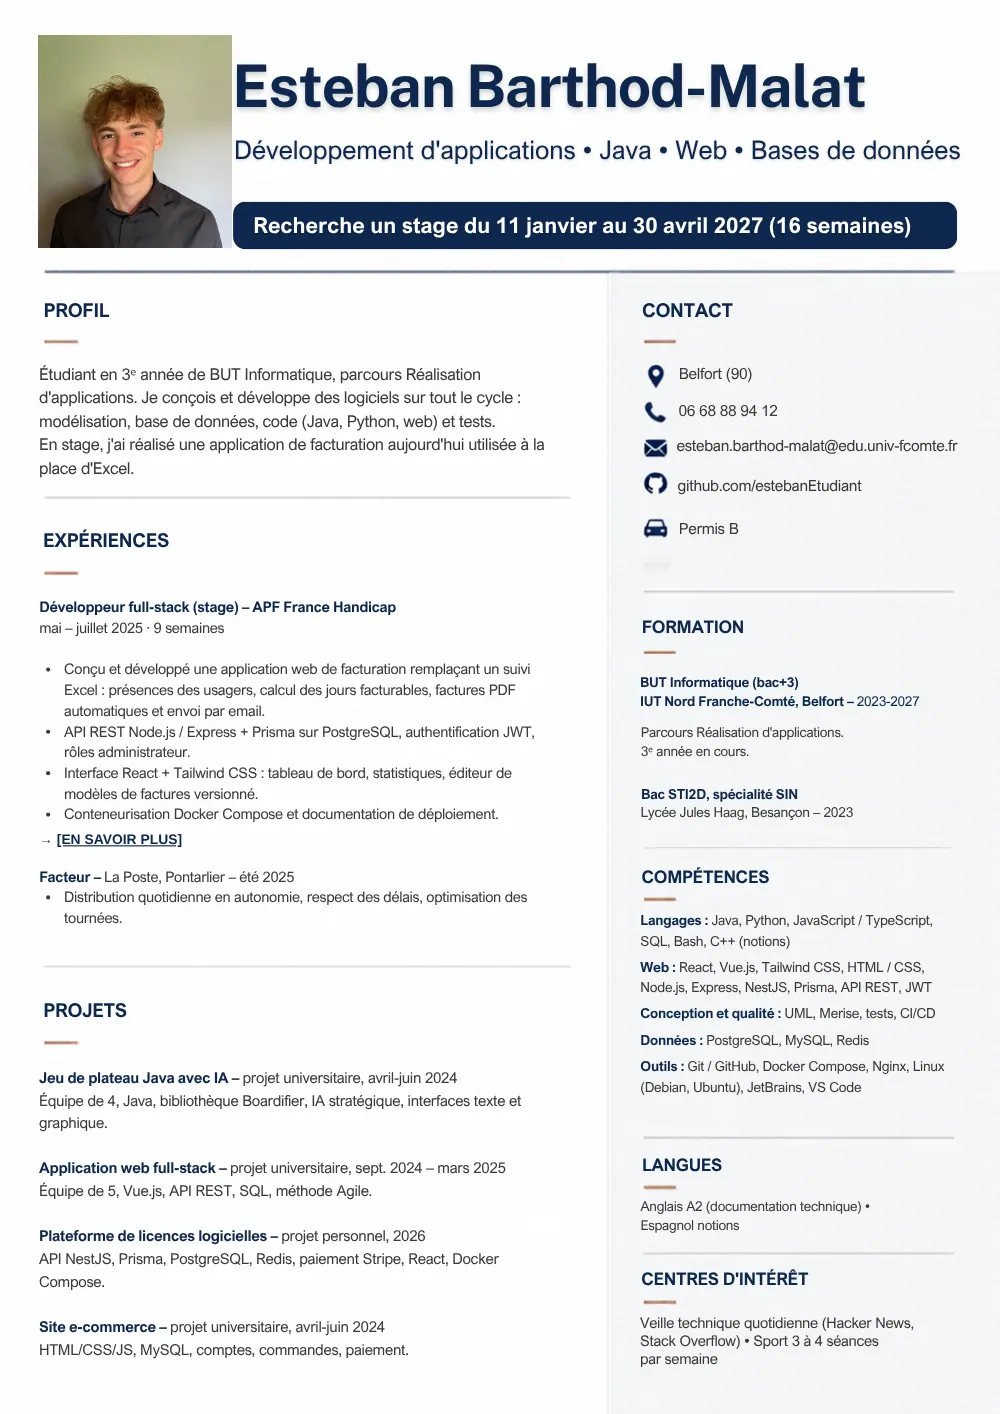 Esteban Barthod-Malat
Développement d'applications • Java • Web • Bases de données
Recherche un stage du 11 janvier au 30 avril 2027 (16 semaines)
PROFIL
Étudiant en 3ᵉ année de BUT Informatique, parcours Réalisation
d'applications. Je conçois et développe des logiciels sur tout le cycle :
modélisation, base de données, code (Java, Python, web) et tests.
En stage, j'ai réalisé une application de facturation aujourd'hui utilisée à la
place d'Excel.
EXPÉRIENCES
Développeur full-stack (stage) – APF France Handicap
mai – juillet 2025 · 9 semaines
• Conçu et développé une application web de facturation remplaçant un suivi
Excel : présences des usagers, calcul des jours facturables, factures PDF
automatiques et envoi par email.
• API REST Node.js / Express + Prisma sur PostgreSQL, authentification JWT,
rôles administrateur.
• Interface React + Tailwind CSS : tableau de bord, statistiques, éditeur de
modèles de factures versionné.
• Conteneurisation Docker Compose et documentation de déploiement.
→ [EN SAVOIR PLUS]
Facteur – La Poste, Pontarlier – été 2025
• Distribution quotidienne en autonomie, respect des délais, optimisation des
tournées.
PROJETS
Jeu de plateau Java avec IA – projet universitaire, avril-juin 2024
Équipe de 4, Java, bibliothèque Boardifier, IA stratégique, interfaces texte et
graphique.
Application web full-stack – projet universitaire, sept. 2024 – mars 2025
Équipe de 5, Vue.js, API REST, SQL, méthode Agile.
Plateforme de licences logicielles – projet personnel, 2026
API NestJS, Prisma, PostgreSQL, Redis, paiement Stripe, React, Docker
Compose.
Site e-commerce – projet universitaire, avril-juin 2024
HTML/CSS/JS, MySQL, comptes, commandes, paiement.
CONTACT
Belfort (90)
06 68 88 94 12
esteban.barthod-malat@edu.univ-fcomte.fr
github.com/estebanEtudiant
Permis B
FORMATION
BUT Informatique (bac+3)
IUT Nord Franche-Comté, Belfort – 2023-2027
Parcours Réalisation d'applications.
3ᵉ année en cours.
Bac STI2D, spécialité SIN
Lycée Jules Haag, Besançon – 2023
COMPÉTENCES
Langages : Java, Python, JavaScript / TypeScript,
SQL, Bash, C++ (notions)
Web : React, Vue.js, Tailwind CSS, HTML / CSS,
Node.js, Express, NestJS, Prisma, API REST, JWT
Conception et qualité : UML, Merise, tests, CI/CD
Données : PostgreSQL, MySQL, Redis
Outils : Git / GitHub, Docker Compose, Nginx, Linux
(Debian, Ubuntu), JetBrains, VS Code
LANGUES
Anglais A2 (documentation technique) •
Espagnol notions
CENTRES D'INTÉRÊT
Veille technique quotidienne (Hacker News,
Stack Overflow) • Sport 3 à 4 séances
par semaine